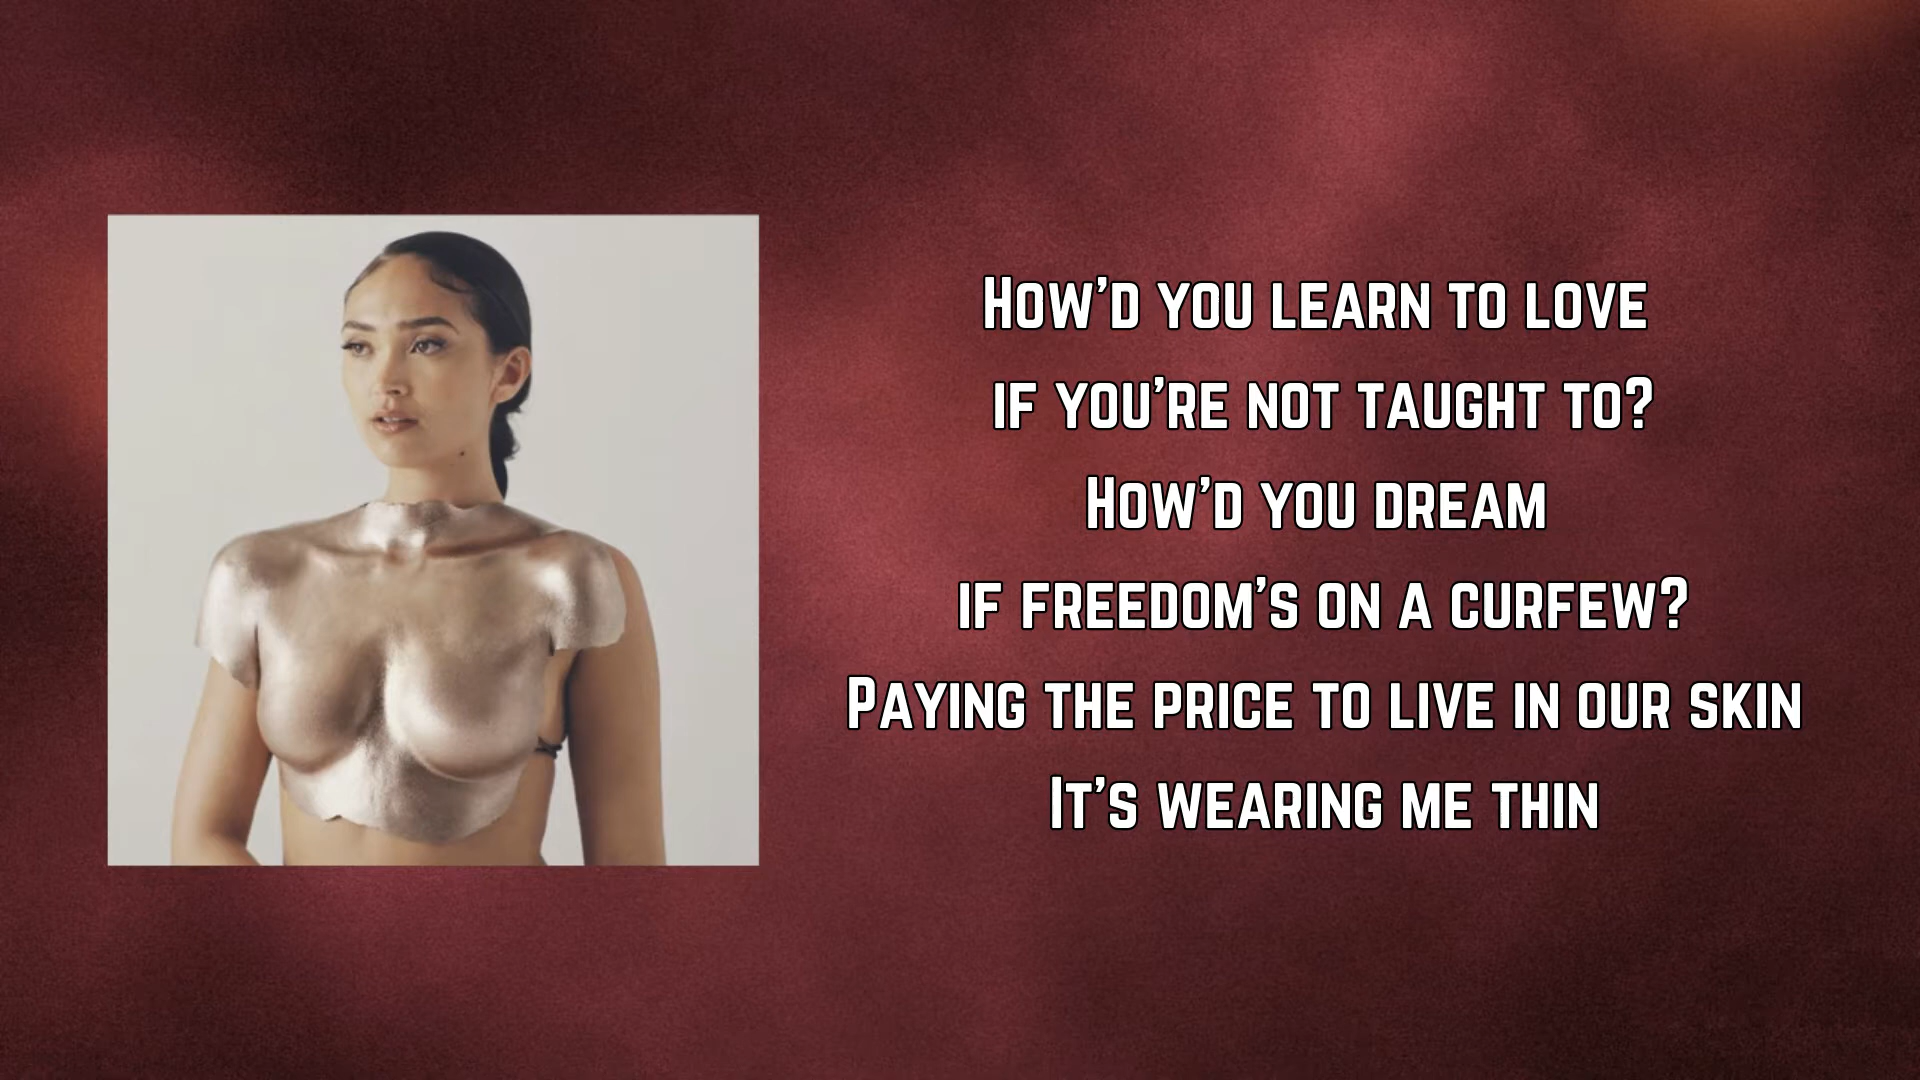 How'd you learn to love
if you're not taught to?
How'd you dream
if freedom's on a curfew?
Paying the price to live in our skin
It's wearing me thin